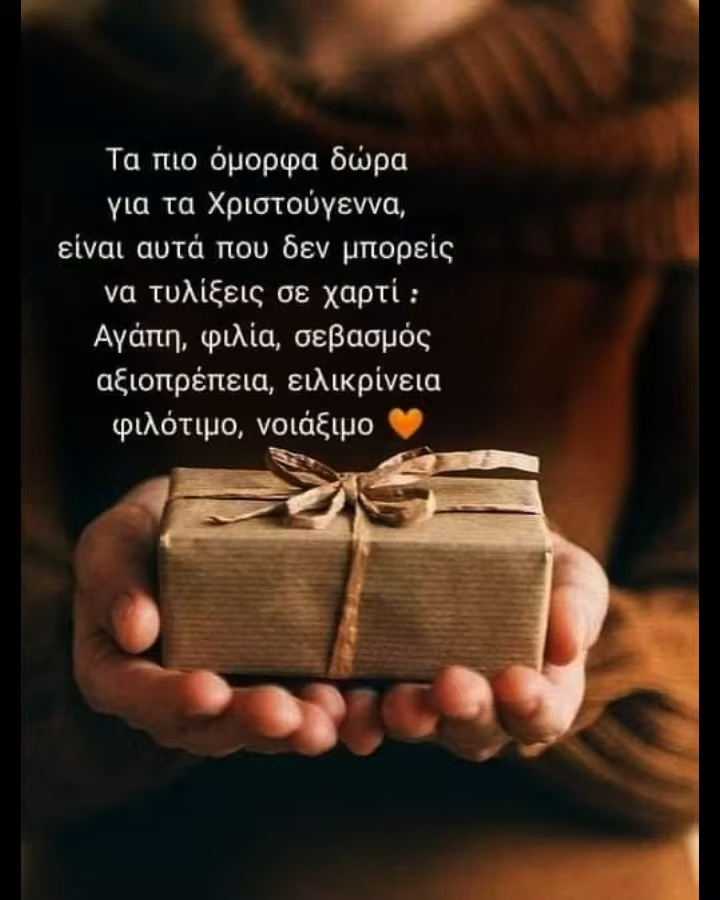 Τα πιο όμορφα δώρα
για τα Χριστούγεννα,
είναι αυτά που δεν μπορείς
να τυλίξεις σε χαρτί :
Αγάπη, φιλία, σεβασμός
αξιοπρέπεια, ειλικρίνεια
φιλότιμο, νοιάξιμο 🧡